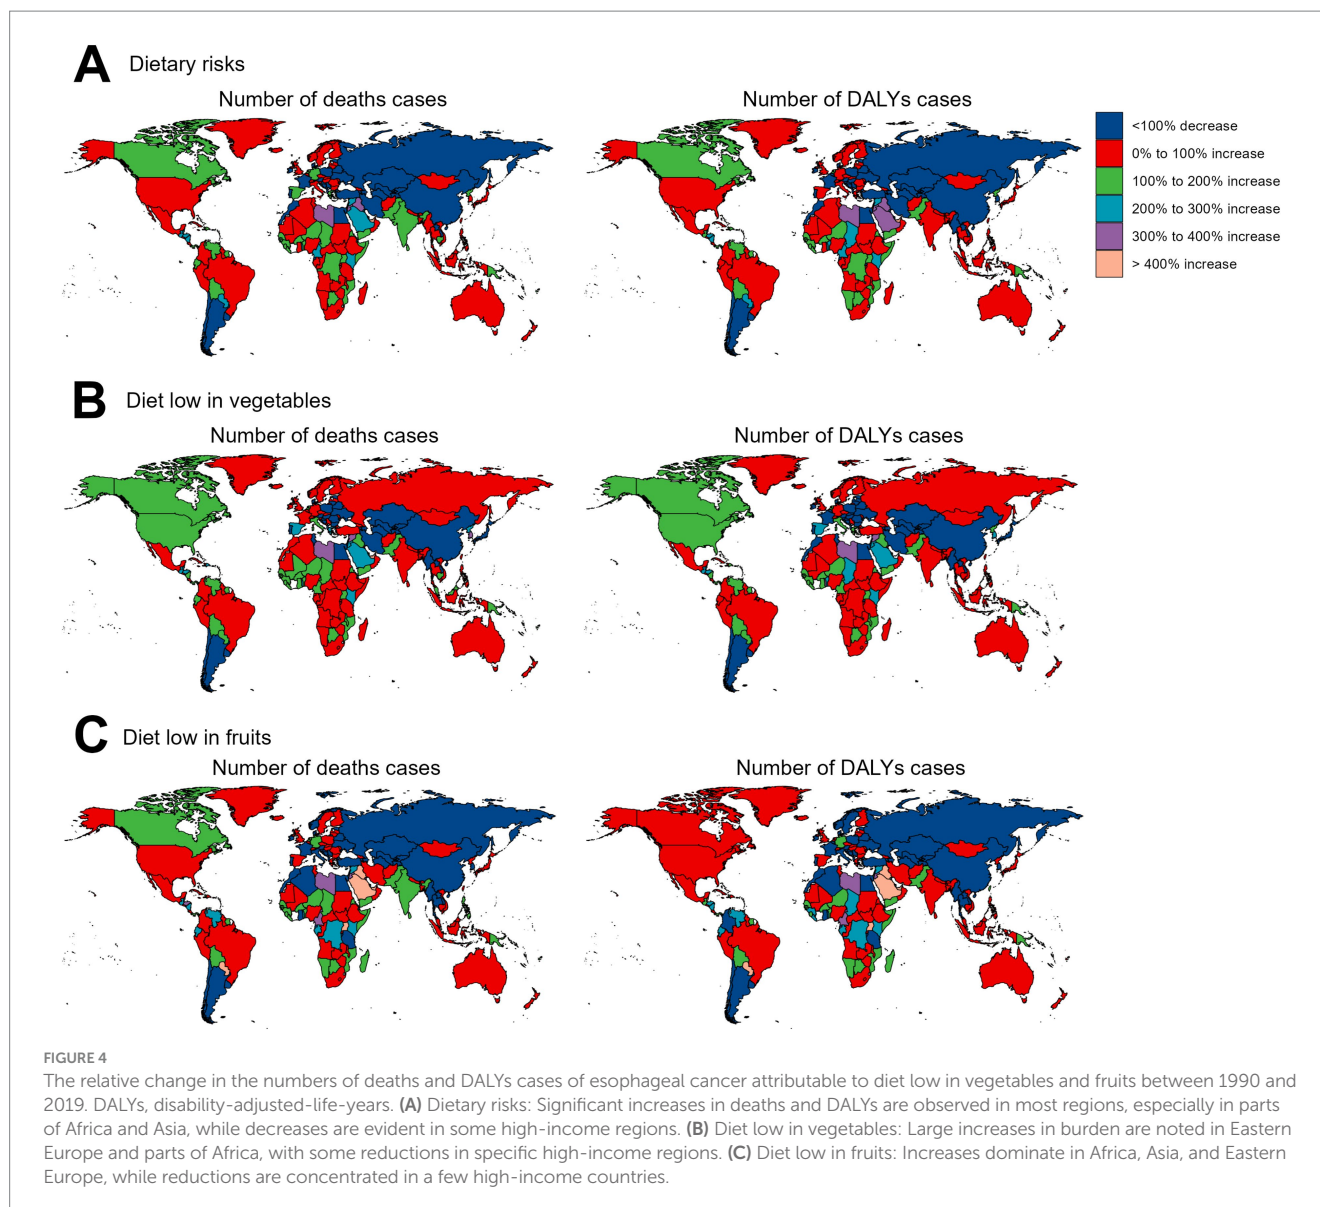 A Dietary risks
Number of deaths cases
Number of DALYs cases
<100% decrease
0% to 100% increase
100% to 200% increase
200% to 300% increase
300% to 400% increase
> 400% increase
B Diet low in vegetables
Number of deaths cases
Number of DALYs cases
C Diet low in fruits
Number of deaths cases
Number of DALYs cases
FIGURE 4
The relative change in the numbers of deaths and DALYs cases of esophageal cancer attributable to diet low in vegetables and fruits between 1990 and
2019. DALYs, disability-adjusted-life-years. (A) Dietary risks: Significant increases in deaths and DALYs are observed in most regions, especially in parts
of Africa and Asia, while decreases are evident in some high-income regions. (B) Diet low in vegetables: Large increases in burden are noted in Eastern
Europe and parts of Africa, with some reductions in specific high-income regions. (C) Diet low in fruits: Increases dominate in Africa, Asia, and Eastern
Europe, while reductions are concentrated in a few high-income countries.